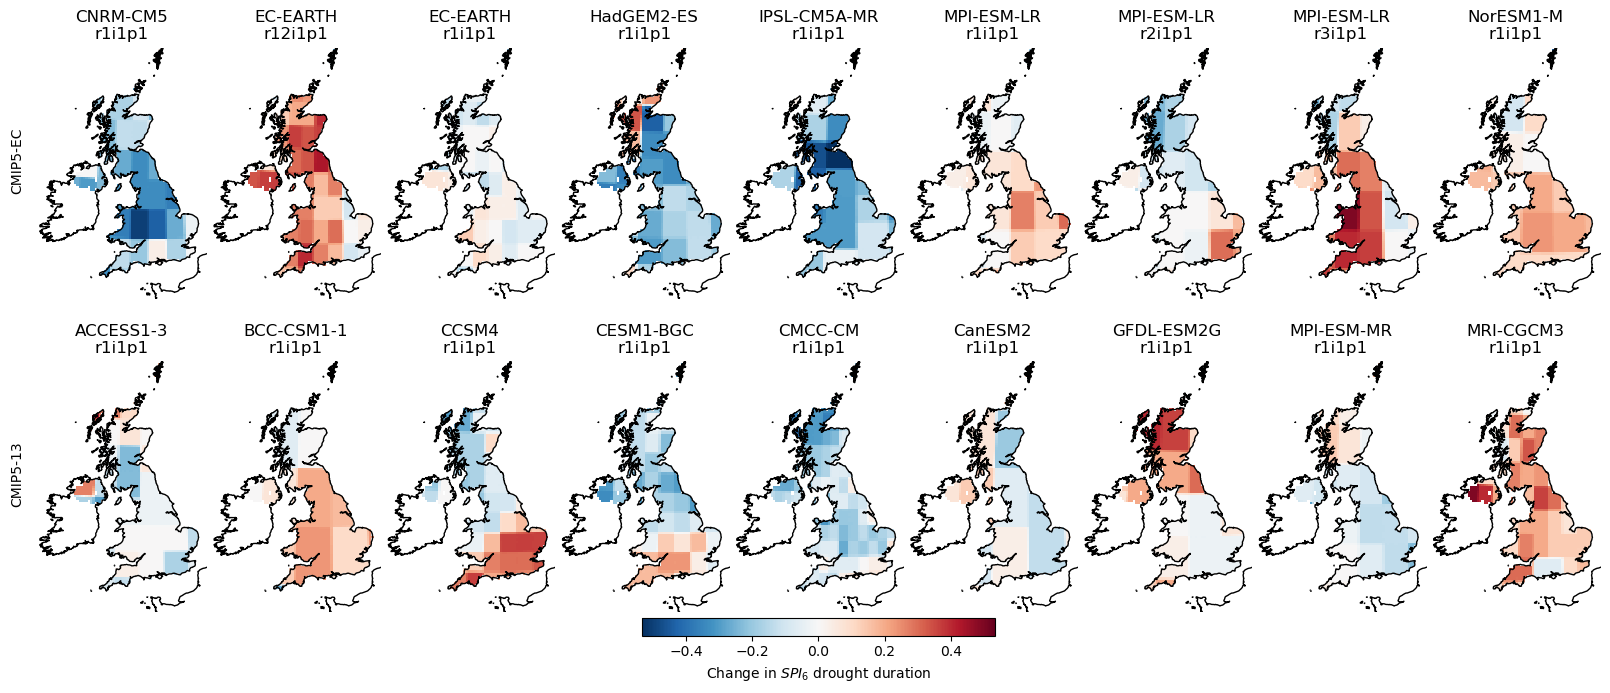 CNRM-CM5 EC-EARTH EC-EARTH HadGEM2-ES IPSL-CM5A-MR MPI-ESM-LR MPI-ESM-LR MPI-ESM-LR NorESM1-M
r1i1p1 r12i1p1 r1i1p1 r1i1p1 r1i1p1 r1i1p1 r2i1p1 r3i1p1 r1i1p1
CMIP5-EC
ACCESS1-3 BCC-CSM1-1 CCSM4 CESM1-BGC CMCC-CM CanESM2 GFDL-ESM2G MPI-ESM-MR MRI-CGCM3
r1i1p1 r1i1p1 r1i1p1 r1i1p1 r1i1p1 r1i1p1 r1i1p1 r1i1p1 r1i1p1
CMIP5-13
−0.4 −0.2 0.0 0.2 0.4
Change in SPI₆ drought duration